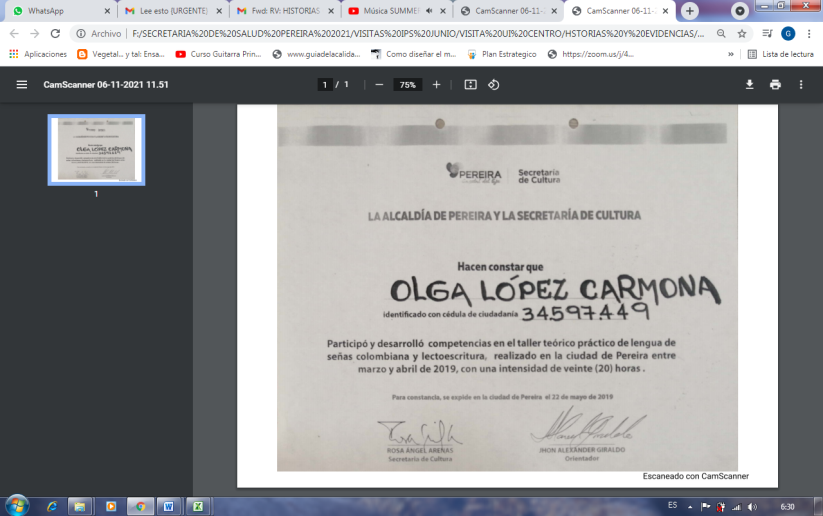 WhatsApp
Lee esto (URGENTE)
Fwd: RV: HISTORIAS
Música SUMMER
CamScanner 06-11-
CamScanner 06-11-
Archivo | F:/SECRETARIA%20DE%20SALUD%20PEREIRA%202021/VISITAS%20IPS%20JUNIO/VISITA%20UI%20CENTRO/HSTORIAS%20Y%20EVIDENCIAS/...
Aplicaciones
Veget... y tal: Ensa...
Curso Guitarra Prin...
www.guiadelacalida...
Como diseñar el m...
Plan Estrategico
https://zoom.us/j/4...
»
Lista de lectura
CamScanner 06-11-2021 11.51
1 / 1
75%
1
PEREIRA
Secretaría
de Cultura
LA ALCALDÍA DE PEREIRA Y LA SECRETARÍA DE CULTURA
Hacen constar que
OLGA LÓPEZ CARMONA
identificado con cédula de ciudadanía 34.597.449
Participó y desarrolló competencias en el taller teórico práctico de lengua de
señas colombiana y lectoescritura, realizado en la ciudad de Pereira entre
marzo y abril de 2019, con una intensidad de veinte (20) horas .
Para constancia, se expide en la ciudad de Pereira el 22 de mayo de 2019
ROSA ÁNGEL ARENAS
Secretaria de Cultura
JHON ALEXANDER GIRALDO
Orientador
Escaneado con CamScanner
ES
6:30